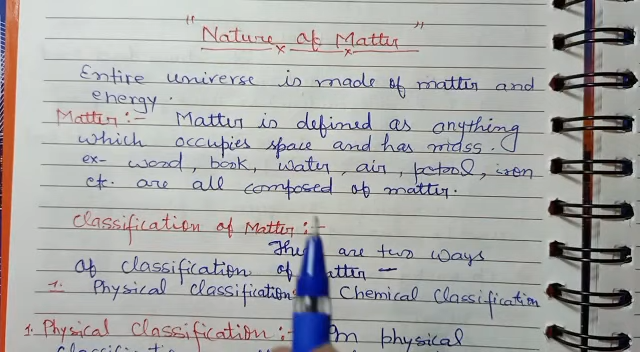 "Nature of Matter"
Entire universe is made of matter and
energy.
Matter:- Matter is defined as anything
which occupies space and has mass.
ex- wood, book, water, air, petrol, iron
etc. are all composed of matter.
Classification of Matter:-
are two ways
of classification of matter -
1. Physical classification Chemical Classification
1. Physical Classification:- In physical